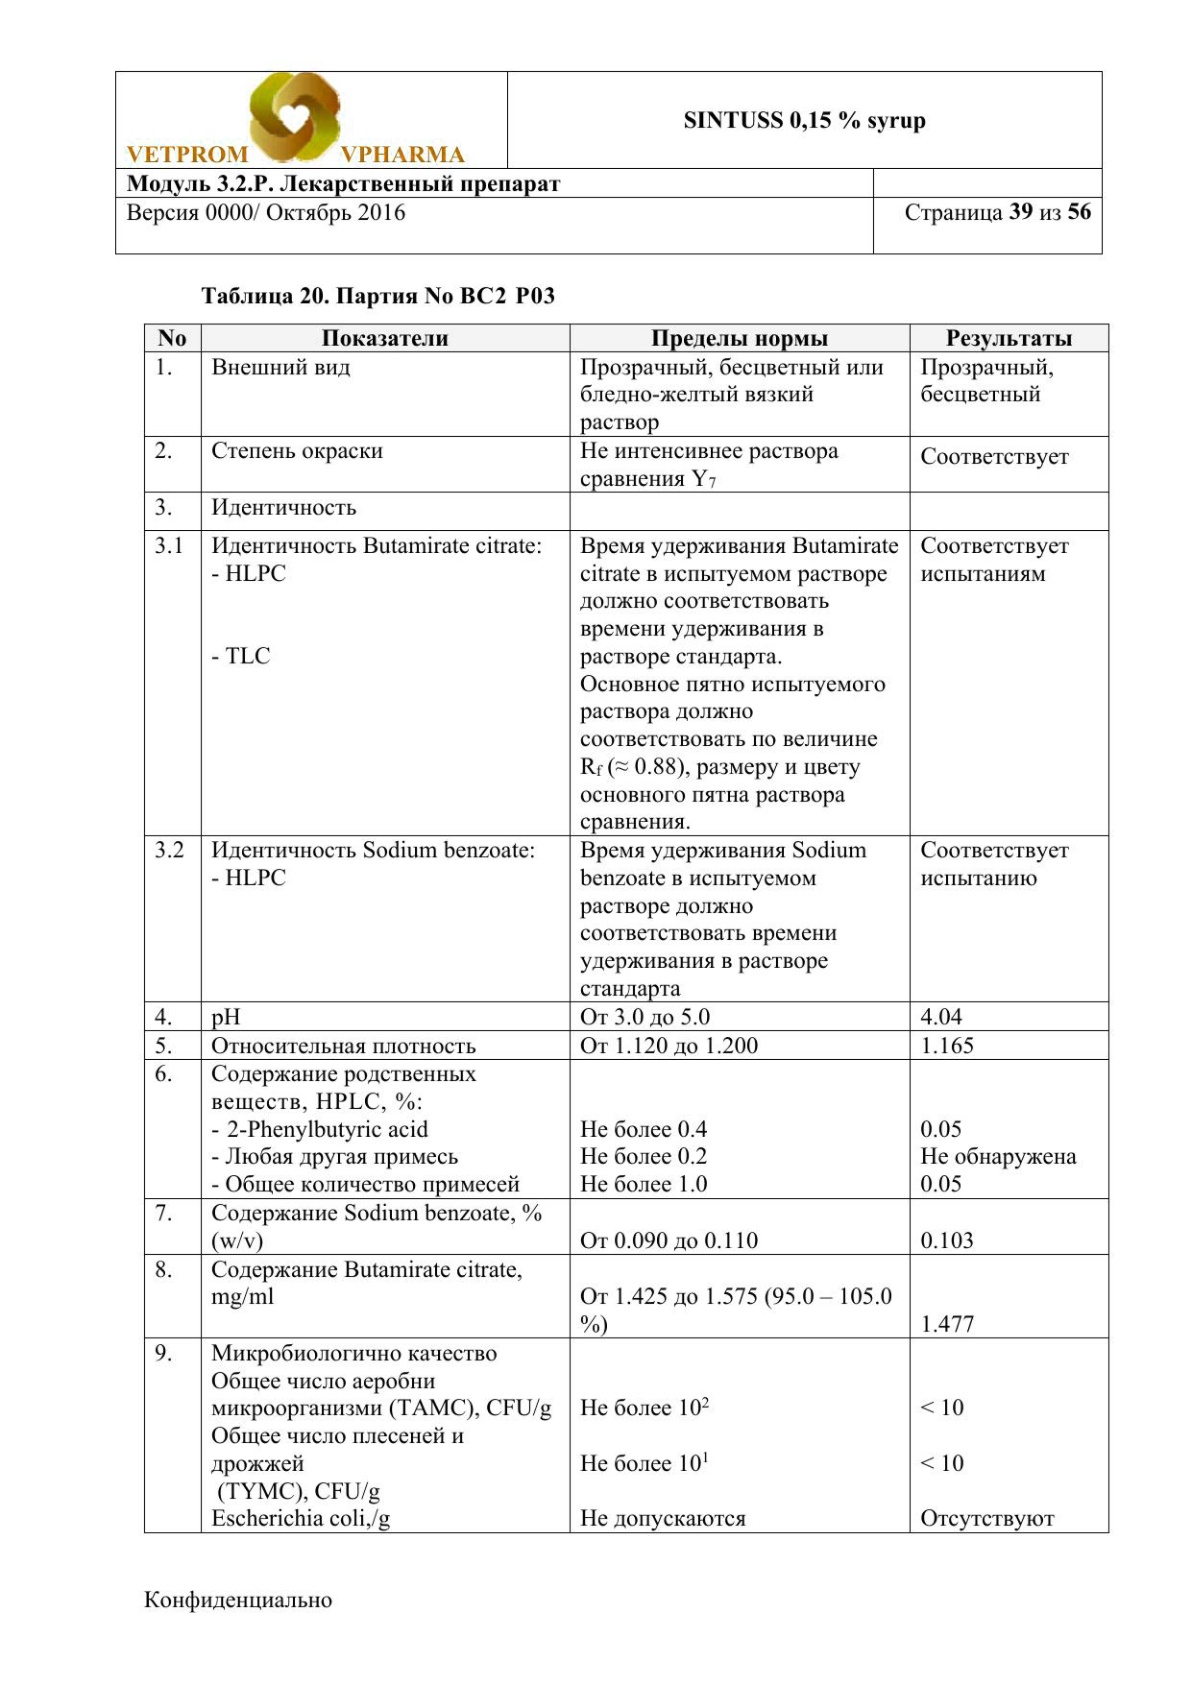 VETPROM VPHARMA
SINTUSS 0,15 % syrup
Модуль 3.2.Р. Лекарственный препарат
Версия 0000/ Октябрь 2016
Страница 39 из 56
Таблица 20. Партия No BC2 P03
No Показатели Пределы нормы Результаты
1. Внешний вид
Прозрачный, бесцветный или
бледно-желтый вязкий
раствор
Прозрачный,
бесцветный
2. Степень окраски
Не интенсивнее раствора
сравнения Y₇
Соответствует
3. Идентичность
3.1 Идентичность Butamirate citrate:
- HLPC
- TLC
Время удерживания Butamirate
citrate в испытуемом растворе
должно соответствовать
времени удерживания в
растворе стандарта.
Основное пятно испытуемого
раствора должно
соответствовать по величине
Rf (≈ 0.88), размеру и цвету
основного пятна раствора
сравнения.
Соответствует
испытаниям
3.2 Идентичность Sodium benzoate:
- HLPC
Время удерживания Sodium
benzoate в испытуемом
растворе должно
соответствовать времени
удерживания в растворе
стандарта
Соответствует
испытанию
4. pH От 3.0 до 5.0 4.04
5. Относительная плотность От 1.120 до 1.200 1.165
6. Содержание родственных
веществ, HPLC, %:
- 2-Phenylbutyric acid Не более 0.4 0.05
- Любая другая примесь Не более 0.2 Не обнаружена
- Общее количество примесей Не более 1.0 0.05
7. Содержание Sodium benzoate, %
(w/v) От 0.090 до 0.110 0.103
8. Содержание Butamirate citrate,
mg/ml От 1.425 до 1.575 (95.0 – 105.0
%) 1.477
9. Микробиологично качество
Общее число аеробни
микроорганизми (TAMC), CFU/g Не более 10² < 10
Общее число плесеней и
дрожжей Не более 10¹ < 10
(TYMC), CFU/g
Escherichia coli,/g Не допускаются Отсутствуют
Конфиденциально